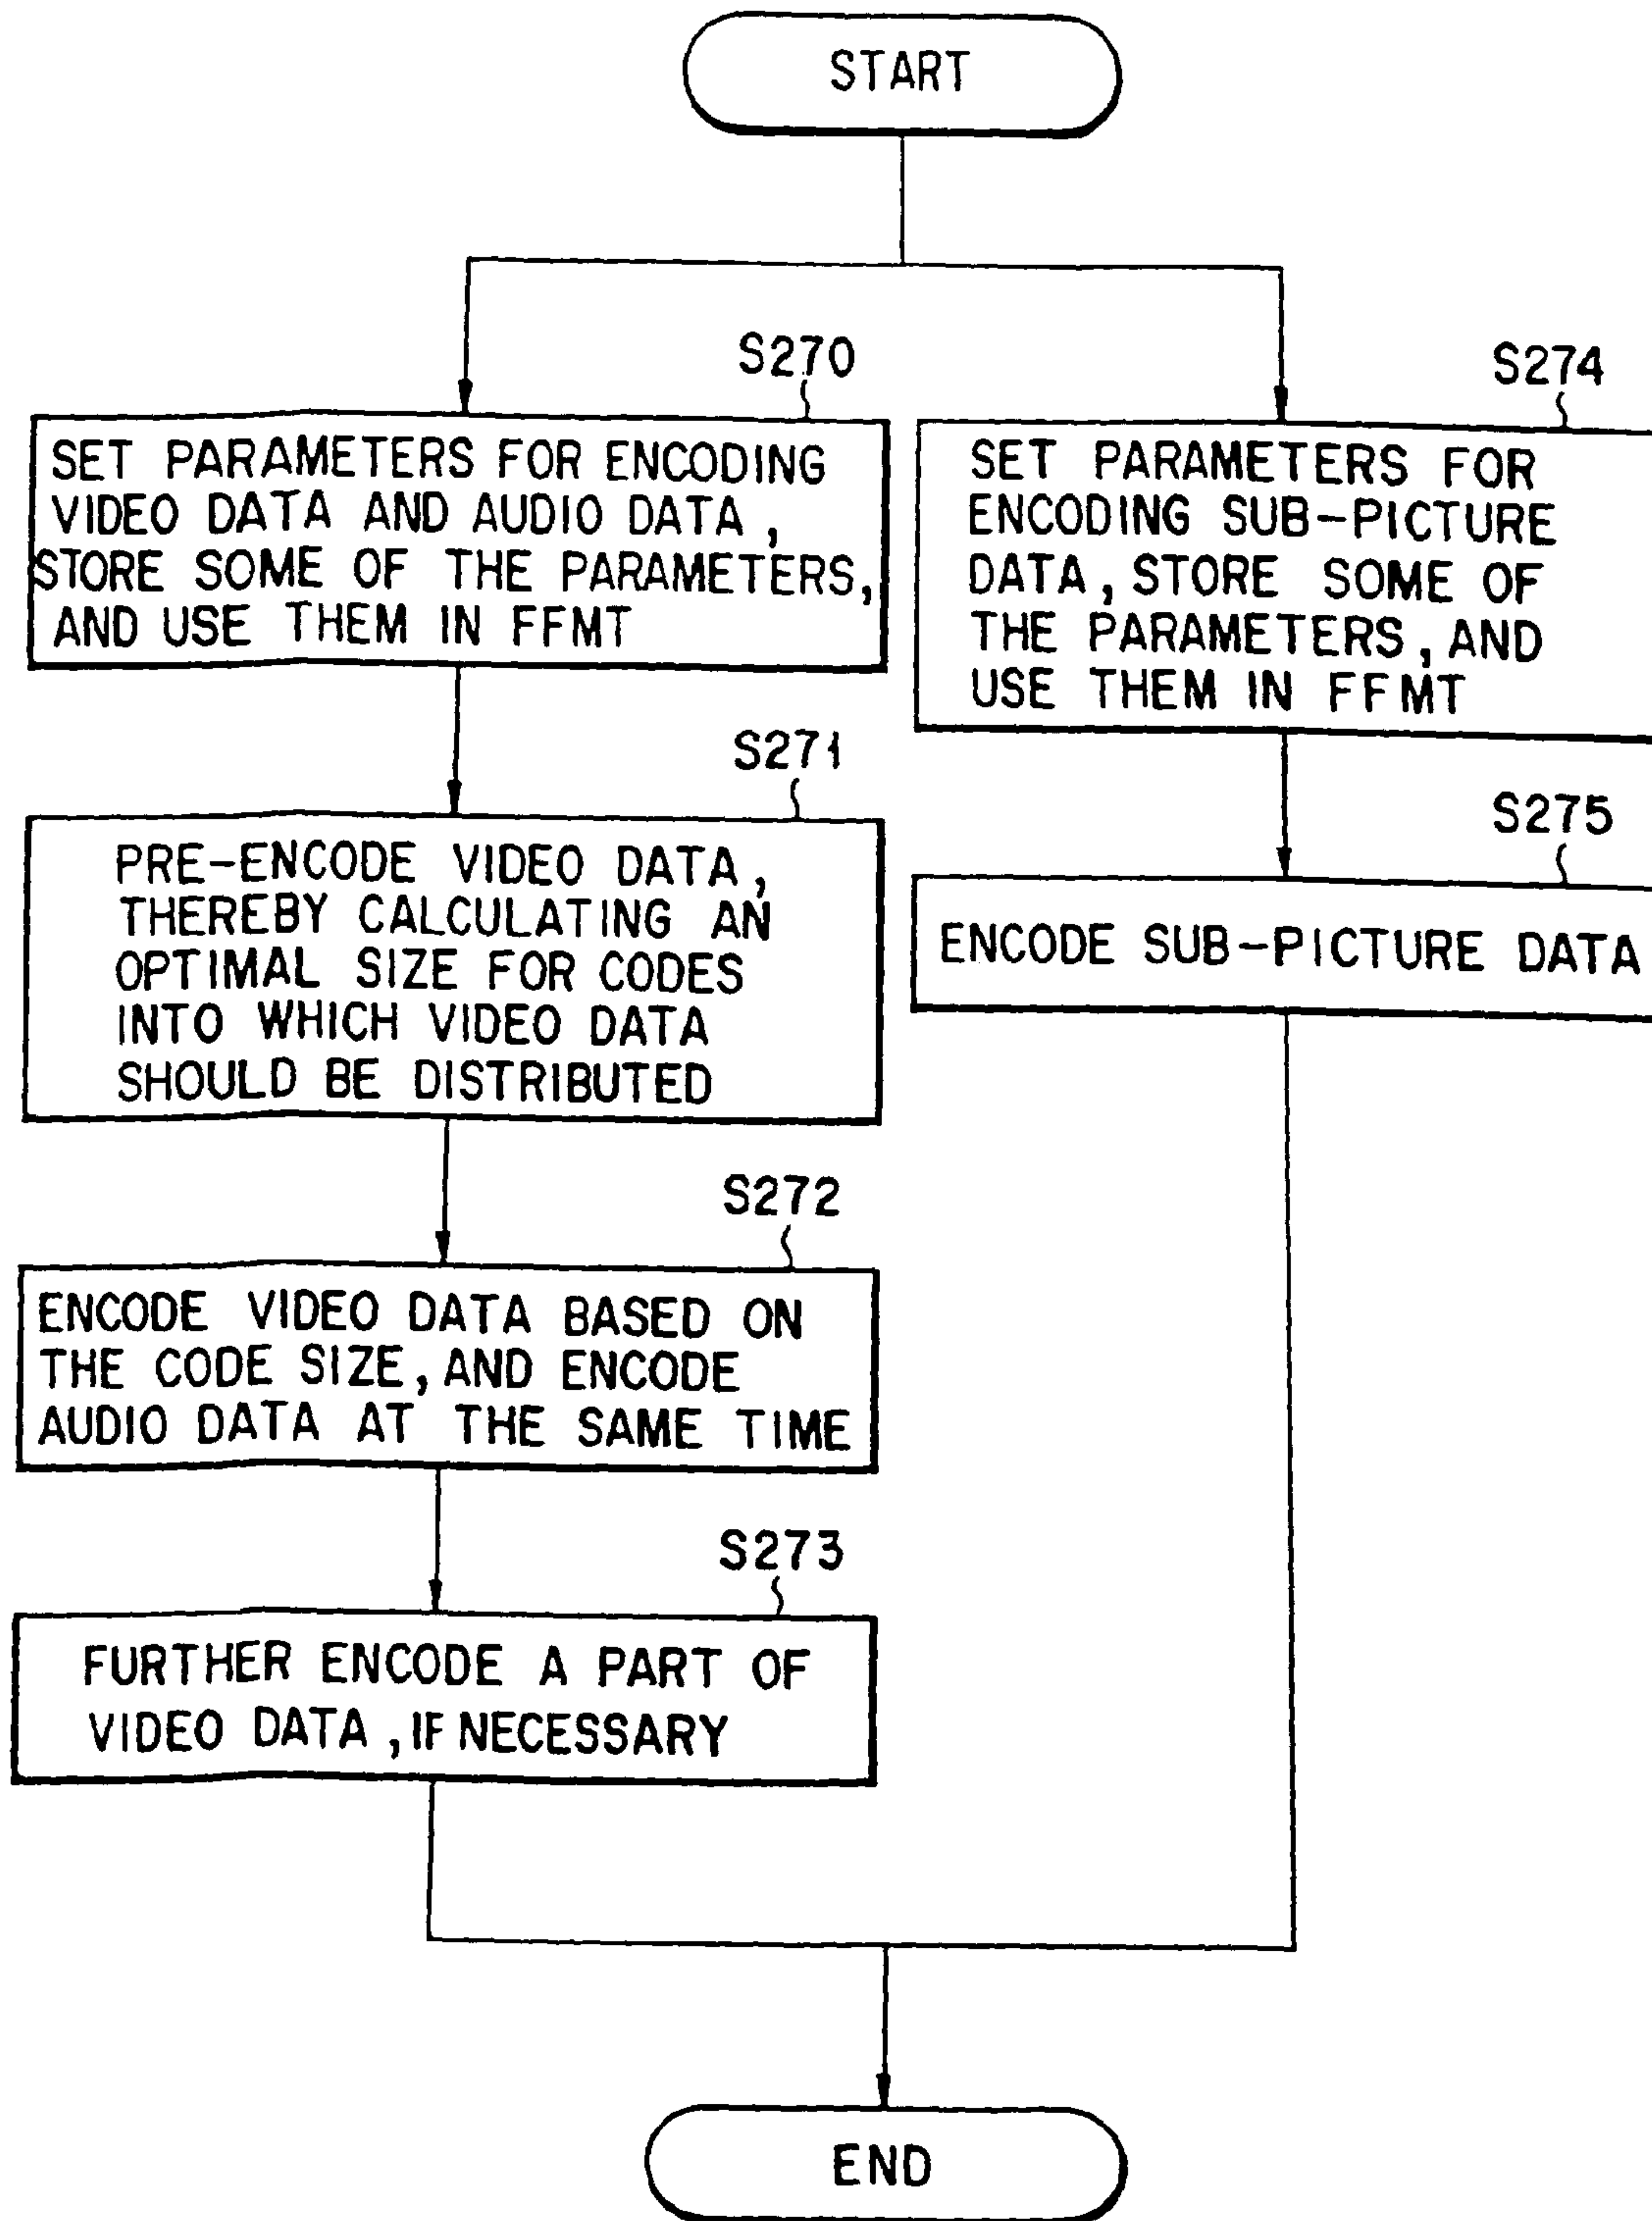 START
S270
SET PARAMETERS FOR ENCODING
VIDEO DATA AND AUDIO DATA,
STORE SOME OF THE PARAMETERS,
AND USE THEM IN FFMT
S271
PRE-ENCODE VIDEO DATA,
THEREBY CALCULATING AN
OPTIMAL SIZE FOR CODES
INTO WHICH VIDEO DATA
SHOULD BE DISTRIBUTED
S272
ENCODE VIDEO DATA BASED ON
THE CODE SIZE, AND ENCODE
AUDIO DATA AT THE SAME TIME
S273
FURTHER ENCODE A PART OF
VIDEO DATA, IF NECESSARY
S274
SET PARAMETERS FOR
ENCODING SUB-PICTURE
DATA, STORE SOME OF
THE PARAMETERS, AND
USE THEM IN FFMT
S275
ENCODE SUB-PICTURE DATA
END